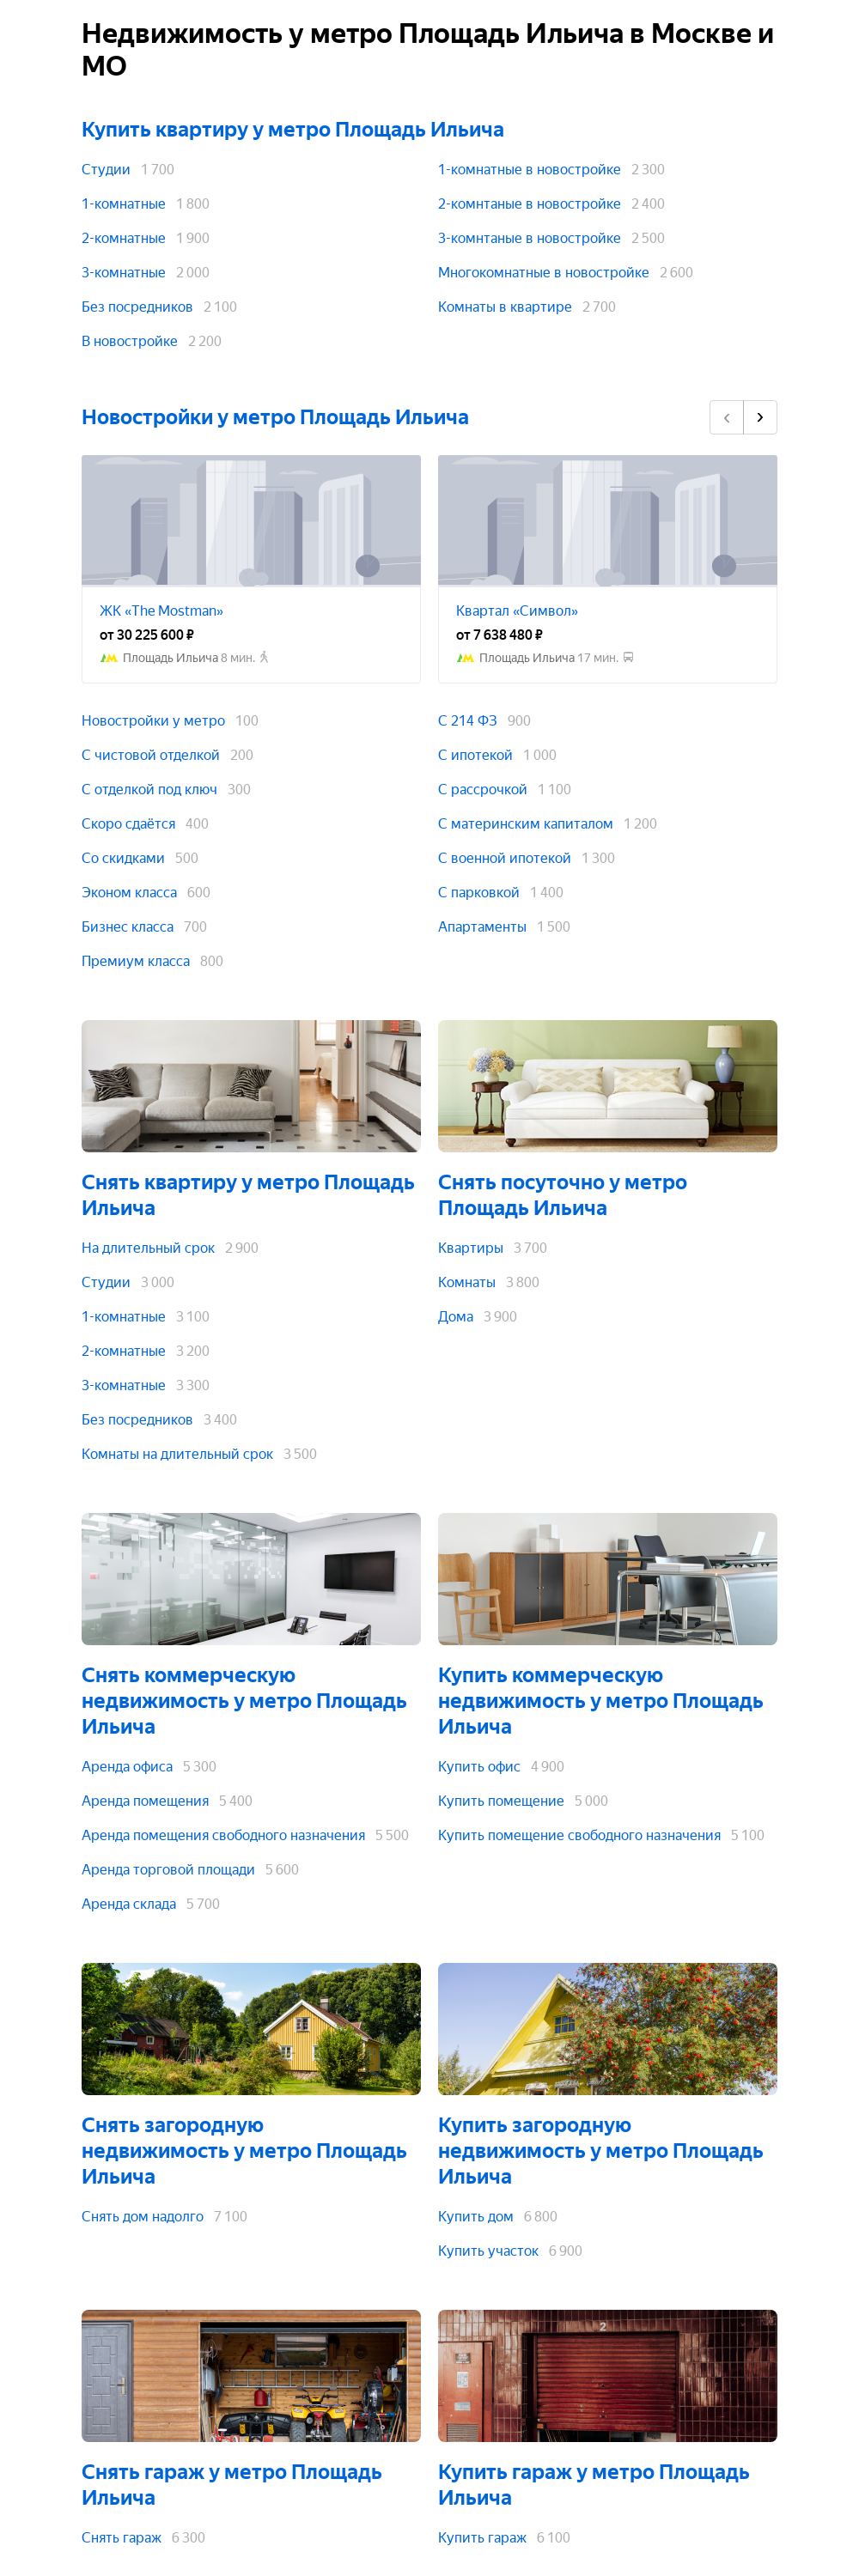 Недвижимость у метро Площадь Ильича в Москве и
МО
Купить квартиру у метро Площадь Ильича
Студии 1 700
1-комнатные 1 800
2-комнатные 1 900
3-комнатные 2 000
Без посредников 2 100
В новостройке 2 200
1-комнатные в новостройке 2 300
2-комнтаные в новостройке 2 400
3-комнтаные в новостройке 2 500
Многокомнатные в новостройке 2 600
Комнаты в квартире 2 700
Новостройки у метро Площадь Ильича
ЖК «The Mostman»
от 30 225 600 ₽
Площадь Ильича 8 мин.
Квартал «Символ»
от 7 638 480 ₽
Площадь Ильича 17 мин.
Новостройки у метро 100
С чистовой отделкой 200
С отделкой под ключ 300
Скоро сдаётся 400
Со скидками 500
Эконом класса 600
Бизнес класса 700
Премиум класса 800
С 214 ФЗ 900
С ипотекой 1 000
С рассрочкой 1 100
С материнским капиталом 1 200
С военной ипотекой 1 300
С парковкой 1 400
Апартаменты 1 500
Снять квартиру у метро Площадь
Ильича
На длительный срок 2 900
Студии 3 000
1-комнатные 3 100
2-комнатные 3 200
3-комнатные 3 300
Без посредников 3 400
Комнаты на длительный срок 3 500
Снять посуточно у метро
Площадь Ильича
Квартиры 3 700
Комнаты 3 800
Дома 3 900
Снять коммерческую
недвижимость у метро Площадь
Ильича
Аренда офиса 5 300
Аренда помещения 5 400
Аренда помещения свободного назначения 5 500
Аренда торговой площади 5 600
Аренда склада 5 700
Купить коммерческую
недвижимость у метро Площадь
Ильича
Купить офис 4 900
Купить помещение 5 000
Купить помещение свободного назначения 5 100
Снять загородную
недвижимость у метро Площадь
Ильича
Снять дом надолго 7 100
Купить загородную
недвижимость у метро Площадь
Ильича
Купить дом 6 800
Купить участок 6 900
2
Снять гараж у метро Площадь
Ильича
Снять гараж 6 300
Купить гараж у метро Площадь
Ильича
Купить гараж 6 100